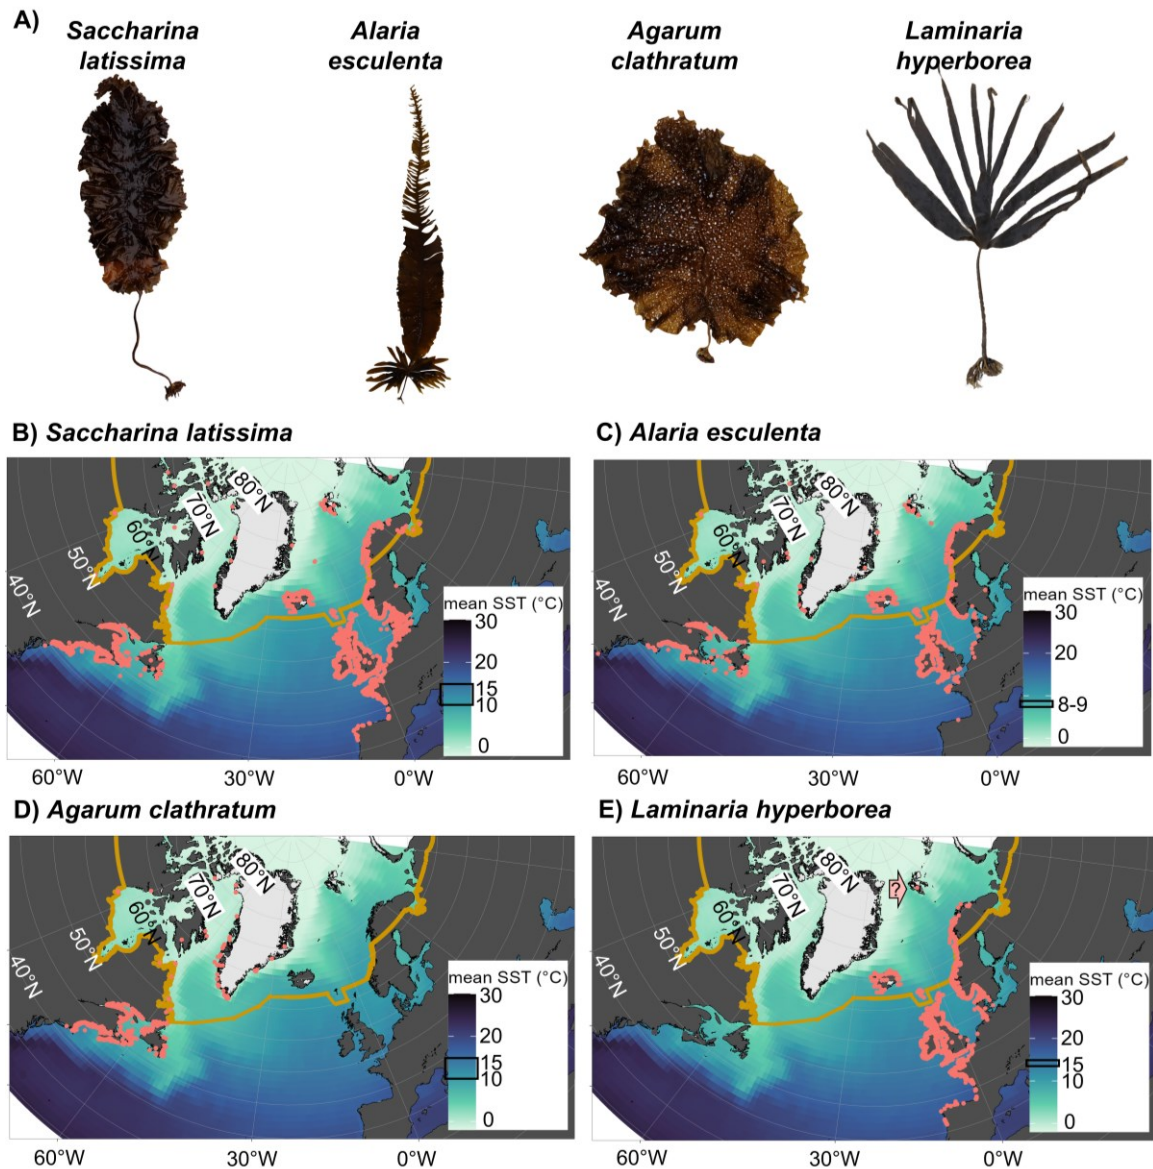 A)
Saccharina
latissima
Alaria
esculenta
Agarum
clathratum
Laminaria
hyperborea
B) Saccharina latissima
80°N
70°N
60°N
50°N
40°N
mean SST (°C)
30
20
15
10
0
60°W
30°W
0°W
C) Alaria esculenta
80°N
70°N
60°N
50°N
40°N
mean SST (°C)
30
20
8-9
0
60°W
30°W
0°W
D) Agarum clathratum
80°N
70°N
60°N
50°N
40°N
mean SST (°C)
30
20
15
10
0
60°W
30°W
0°W
E) Laminaria hyperborea
?
80°N
70°N
60°N
50°N
40°N
mean SST (°C)
30
20
15
10
0
60°W
30°W
0°W